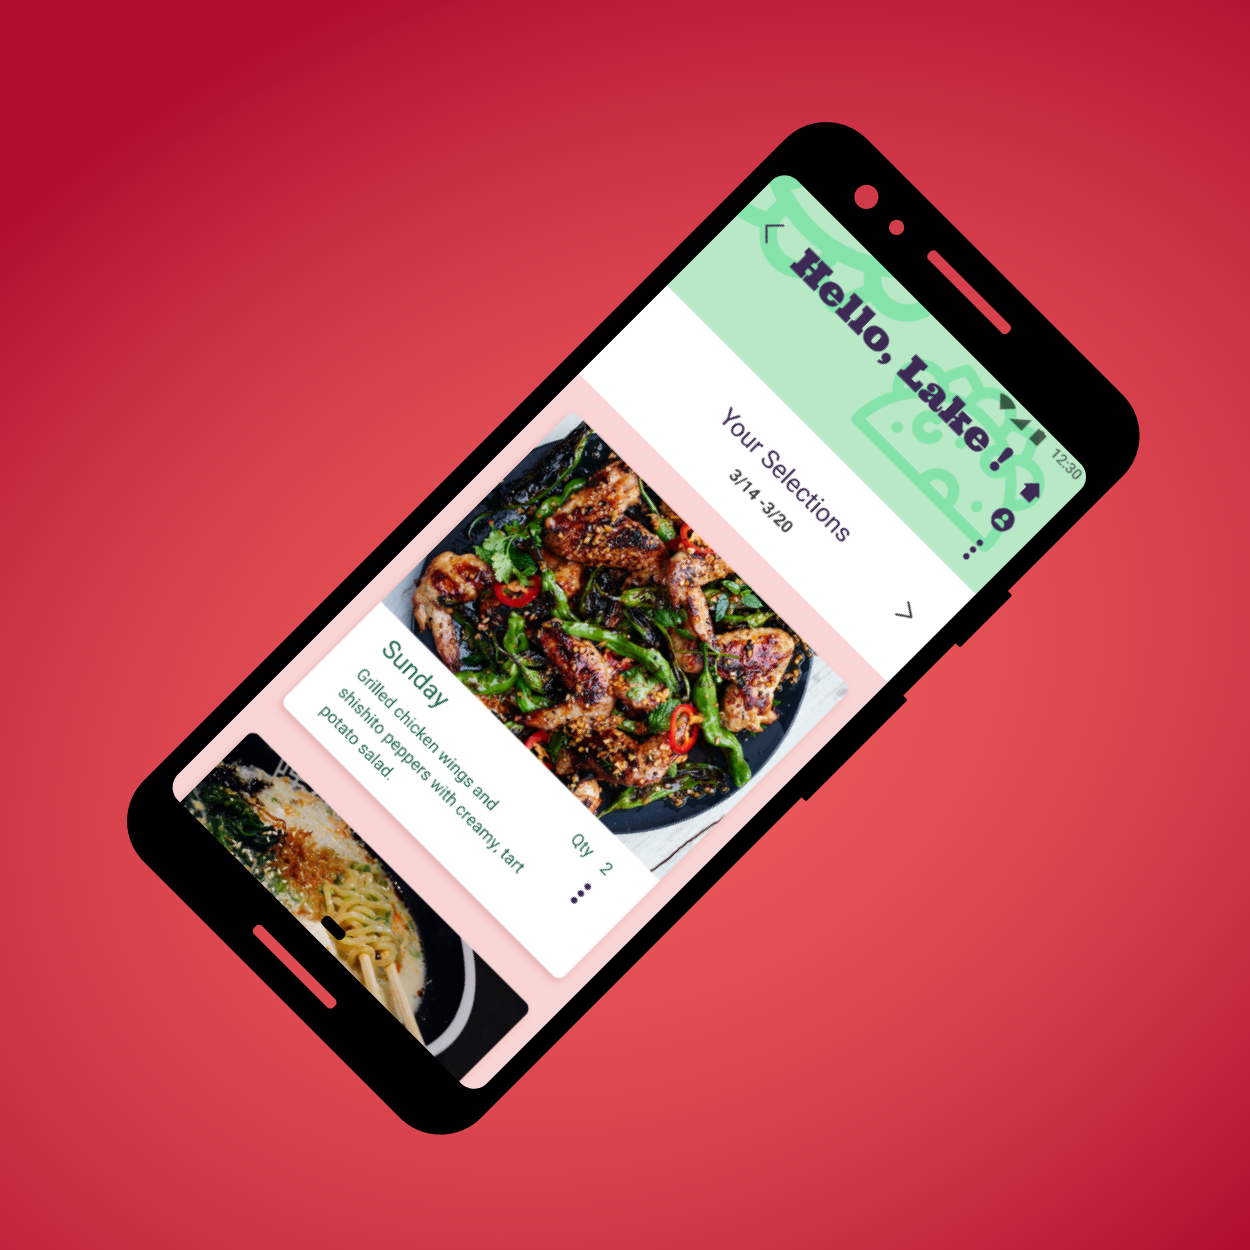 12:30
Hello, Lake!
Your Selections
3/14-3/20
Sunday
Grilled chicken wings and
shishito peppers with creamy, tart
potato salad.
Qty 2